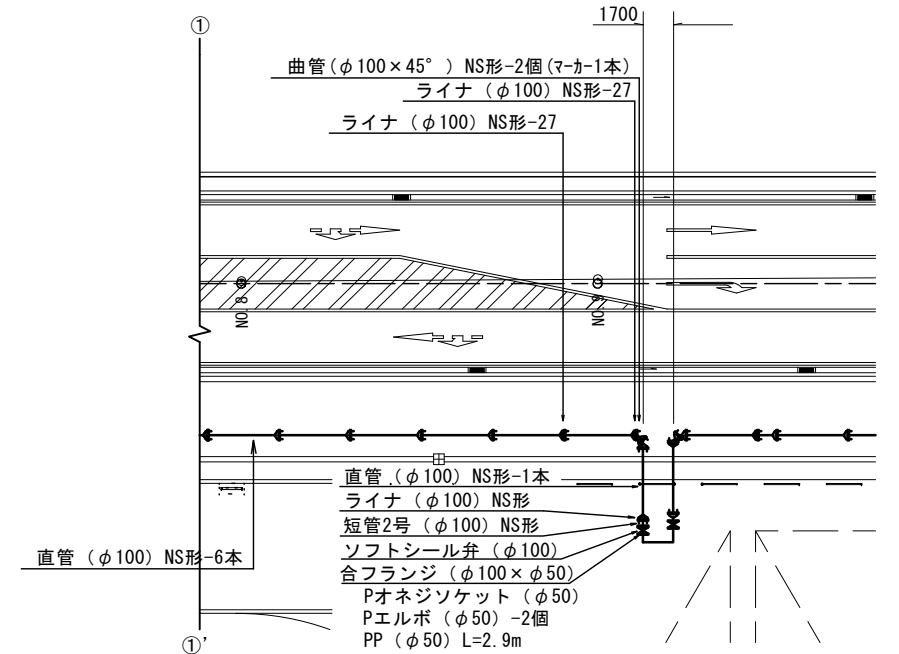 ①
1700
曲管(φ100×45°) NS形-2個(ﾏｰｶｰ1本)
ライナ (φ100) NS形-27
ライナ (φ100) NS形-27
NO.8
NO.9
直管 (φ100) NS形-1本
ライナ (φ100) NS形
短管2号 (φ100) NS形
ソフトシール弁 (φ100)
合フランジ (φ100×φ50)
Pオネジソケット (φ50)
Pエルボ (φ50) -2個
PP (φ50) L=2.9m
直管 (φ100) NS形-6本
①'